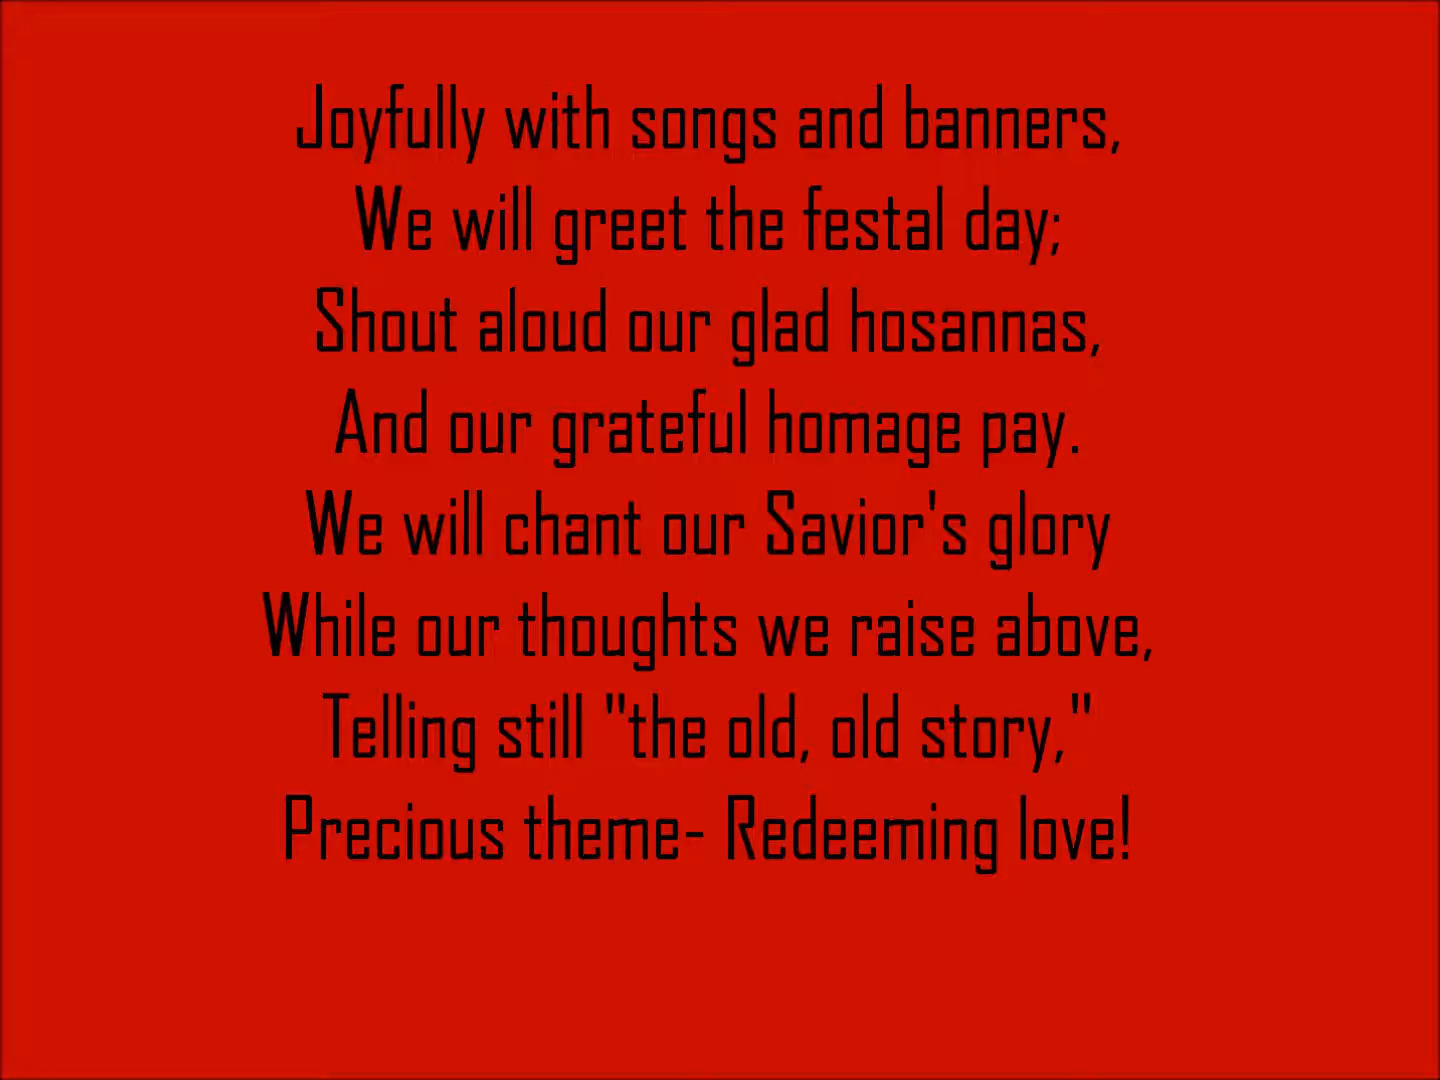 Joyfully with songs and banners,
We will greet the festal day;
Shout aloud our glad hosannas,
And our grateful homage pay.
We will chant our Savior's glory
While our thoughts we raise above,
Telling still "the old, old story,"
Precious theme- Redeeming love!